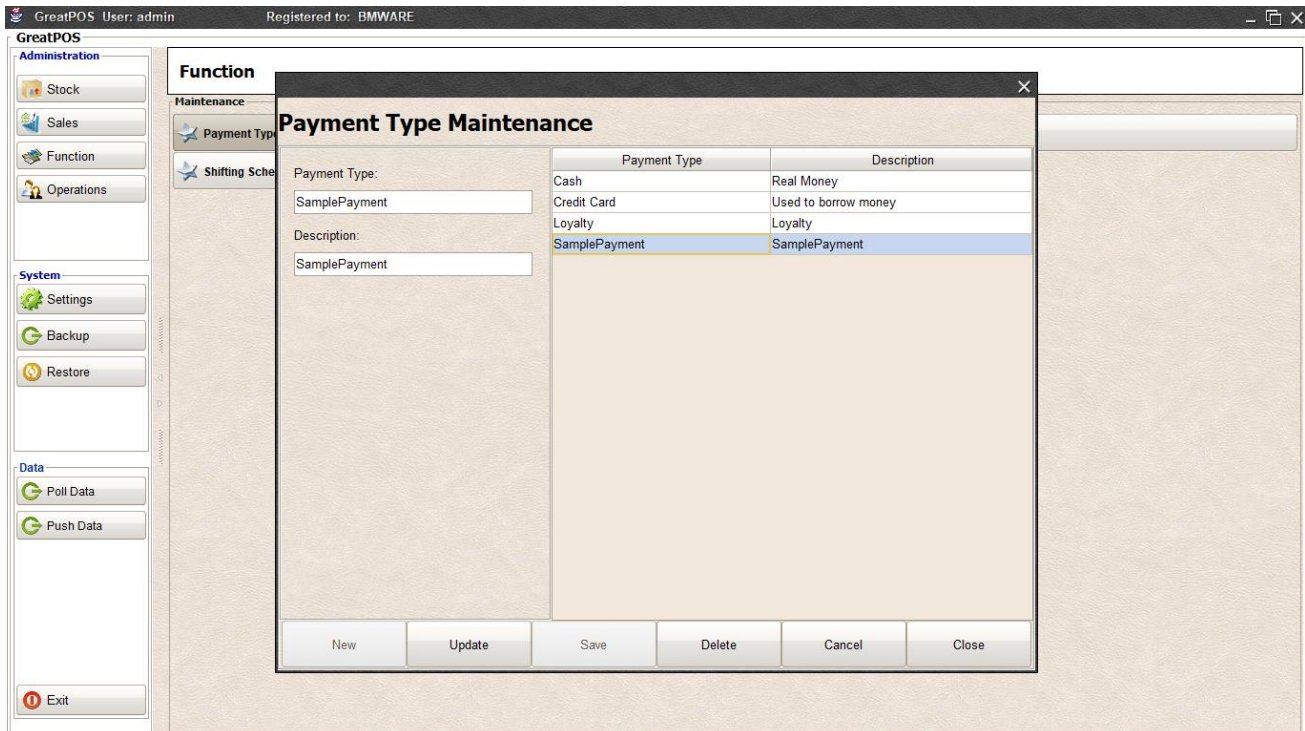 GreatPOS User: admin Registered to: BMWARE
GreatPOS
Administration
Stock
Sales
Function
Operations
System
Settings
Backup
Restore
Data
Poll Data
Push Data
Exit
Function
Maintenance
Payment Type
Shifting Sche
Payment Type Maintenance
Payment Type:
SamplePayment
Description:
SamplePayment
Payment Type Description
Cash Real Money
Credit Card Used to borrow money
Loyalty Loyalty
SamplePayment SamplePayment
New Update Save Delete Cancel Close